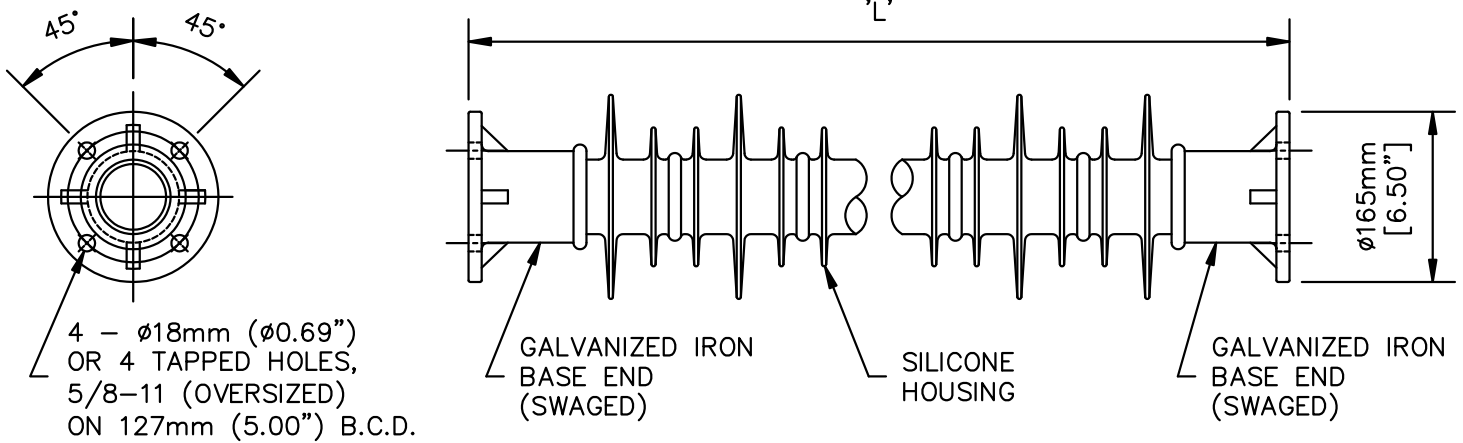 45°
45°
'L'
ø165mm
[6.50"]
4 – ø18mm (ø0.69")
OR 4 TAPPED HOLES,
5/8–11 (OVERSIZED)
ON 127mm (5.00") B.C.D.
GALVANIZED IRON
BASE END
(SWAGED)
SILICONE
HOUSING
GALVANIZED IRON
BASE END
(SWAGED)